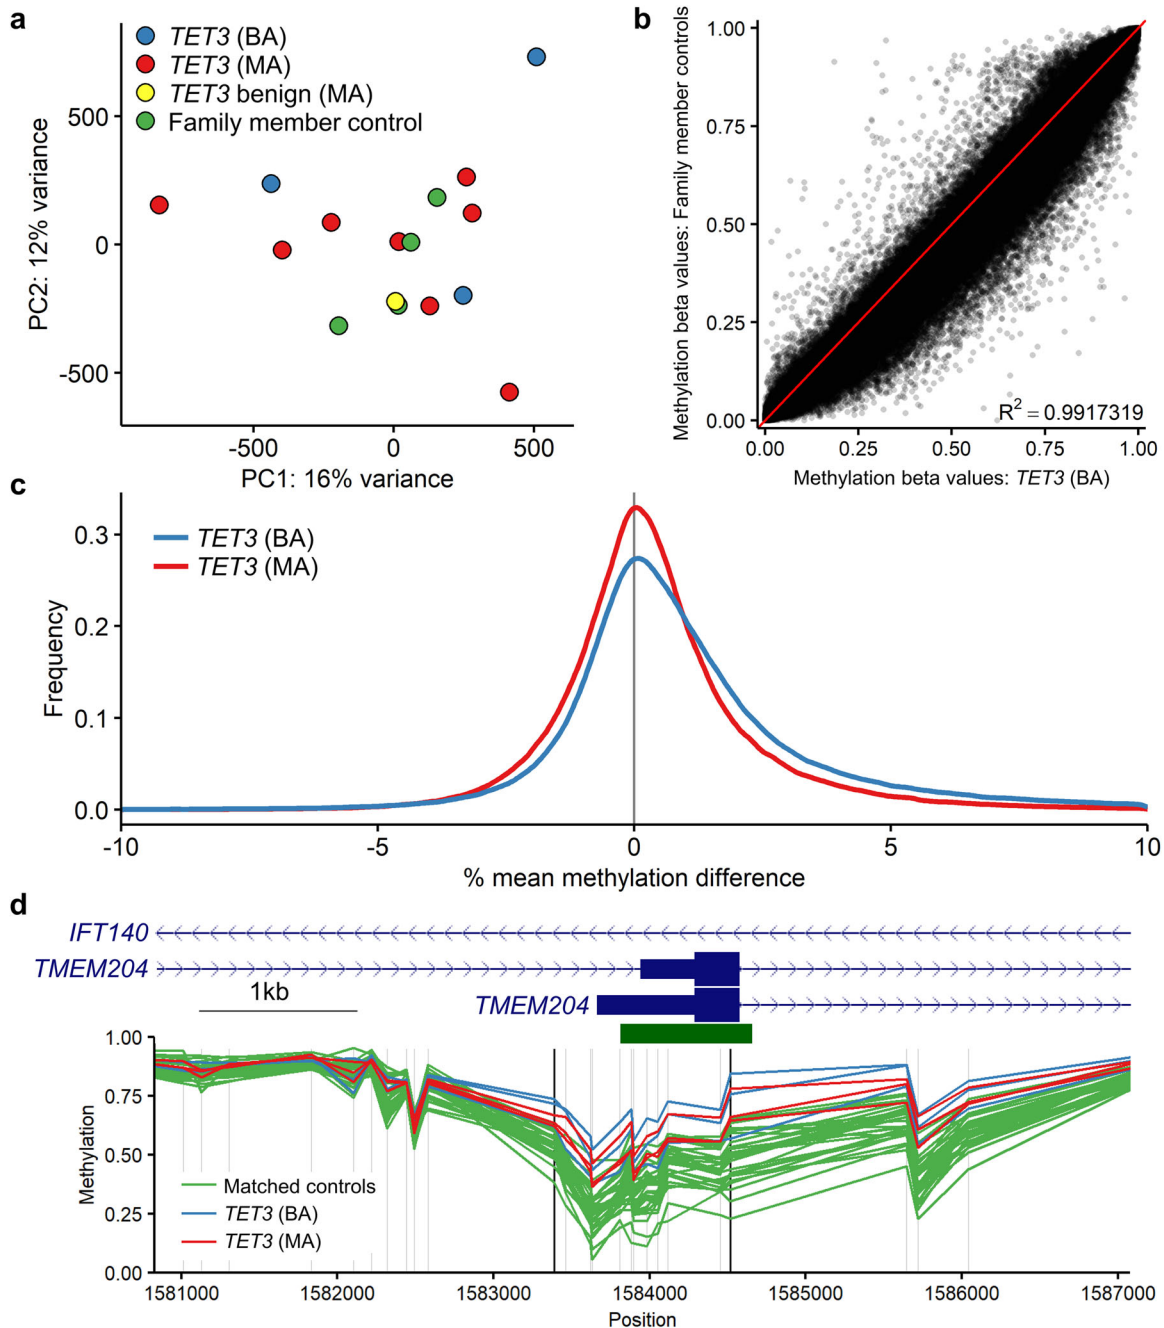 a
TET3 (BA)
TET3 (MA)
TET3 benign (MA)
Family member control
PC2: 12% variance
500
0
-500
-500
0
500
PC1: 16% variance
b
Methylation beta values: Family member controls
1.00
0.75
0.50
0.25
0.00
R² = 0.9917319
0.00
0.25
0.50
0.75
1.00
Methylation beta values: TET3 (BA)
c
TET3 (BA)
TET3 (MA)
Frequency
0.3
0.2
0.1
0.0
-10
-5
0
5
10
% mean methylation difference
d
IFT140
TMEM204
1kb
TMEM204
Methylation
1.00
0.75
0.50
0.25
0.00
Matched controls
TET3 (BA)
TET3 (MA)
1581000
1582000
1583000
1584000
1585000
1586000
1587000
Position